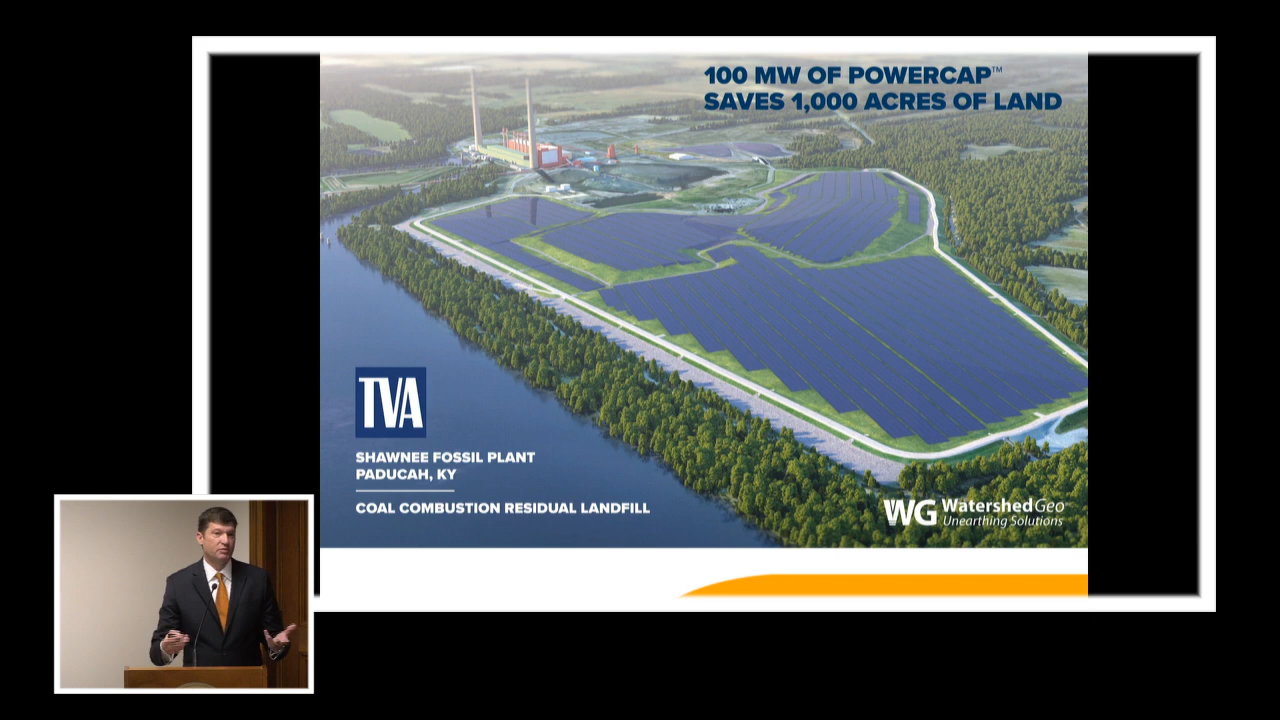 100 MW OF POWERCAP™
SAVES 1,000 ACRES OF LAND
TVA
SHAWNEE FOSSIL PLANT
PADUCAH, KY
COAL COMBUSTION RESIDUAL LANDFILL
WG WatershedGeo
Unearthing Solutions